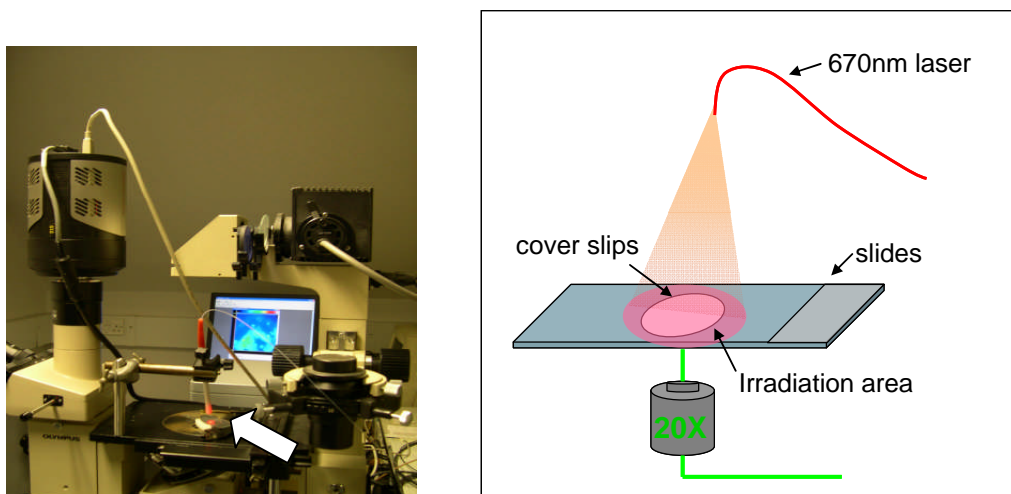 OLYMPUS
670nm laser
cover slips
slides
Irradiation area
20X